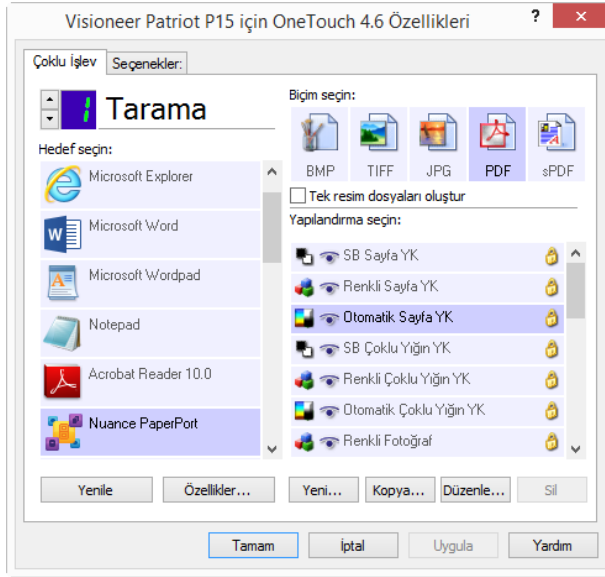 Visioneer Patriot P15 için OneTouch 4.6 Özellikleri
?
×
Çoklu İşlev
Seçenekler:
1
Tarama
Hedef seçin:
Microsoft Explorer
Microsoft Word
Microsoft Wordpad
Notepad
Acrobat Reader 10.0
Nuance PaperPort
Yenile
Özellikler...
Biçim seçin:
BMP
TIFF
JPG
PDF
sPDF
Tek resim dosyaları oluştur
Yapılandırma seçin:
SB Sayfa YK
Renkli Sayfa YK
Otomatik Sayfa YK
SB Çoklu Yığın YK
Renkli Çoklu Yığın YK
Otomatik Çoklu Yığın YK
Renkli Fotoğraf
Yeni...
Kopya...
Düzenle...
Sil
Tamam
İptal
Uygula
Yardım